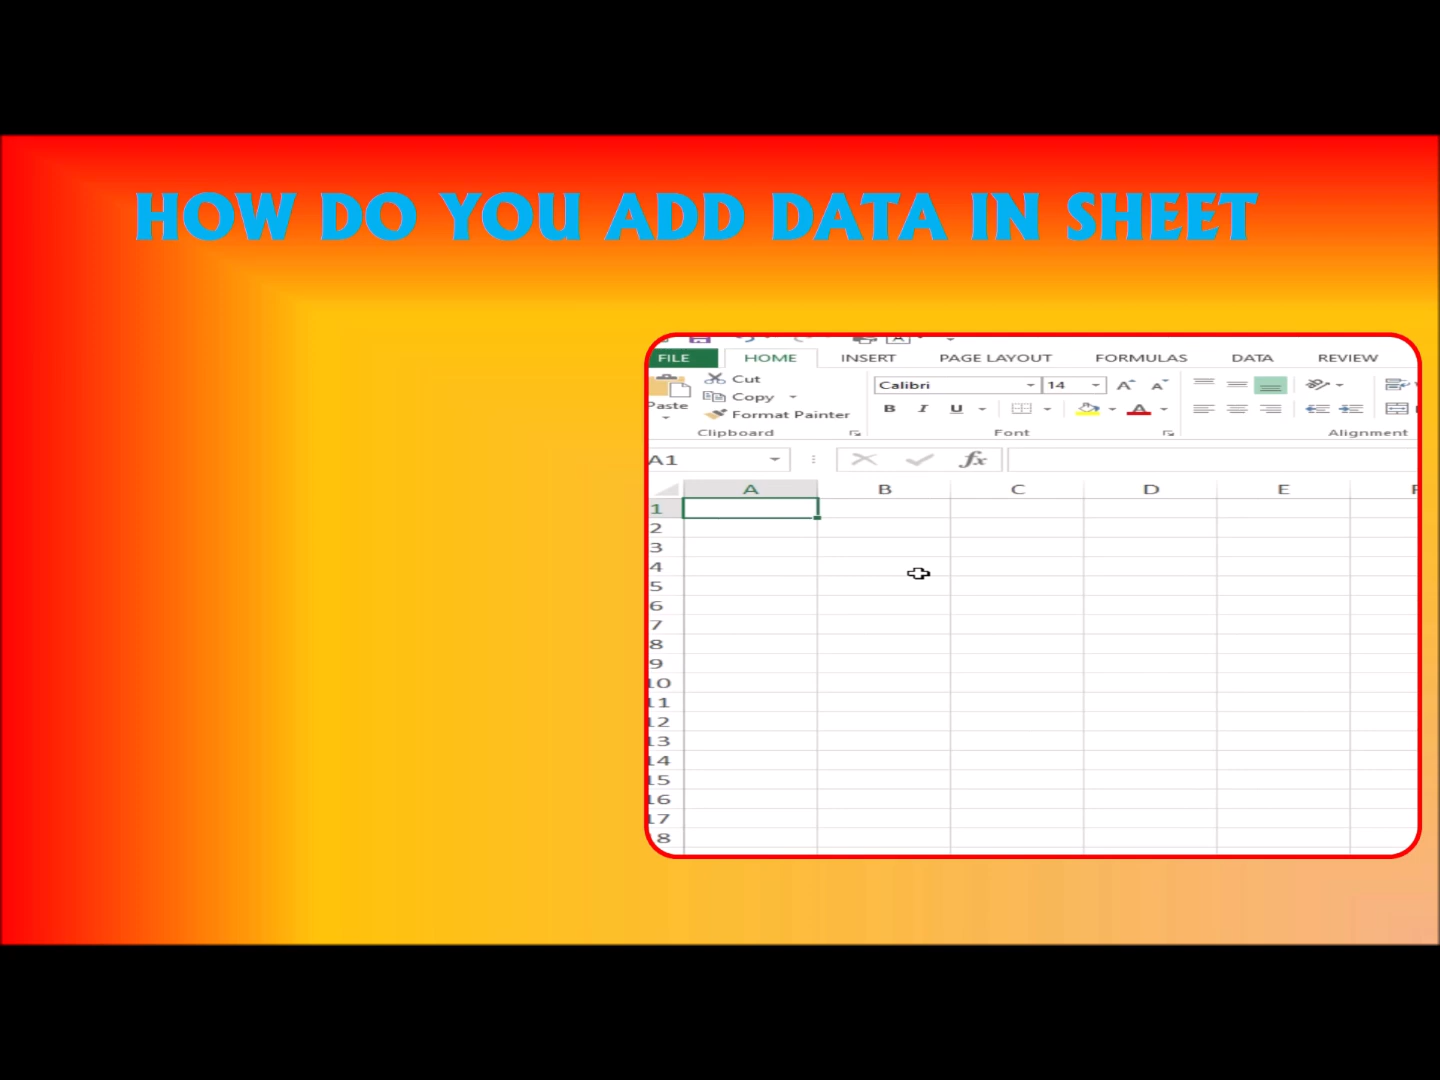 HOW DO YOU ADD DATA IN SHEET
FILE HOME INSERT PAGE LAYOUT FORMULAS DATA REVIEW
Cut
Calibri 14
Copy
Paste
Format Painter
B I U A
Clipboard Font Alignment
A1 fx
A B C D E F
1
2
3
4
5
6
7
8
9
10
11
12
13
14
15
16
17
8